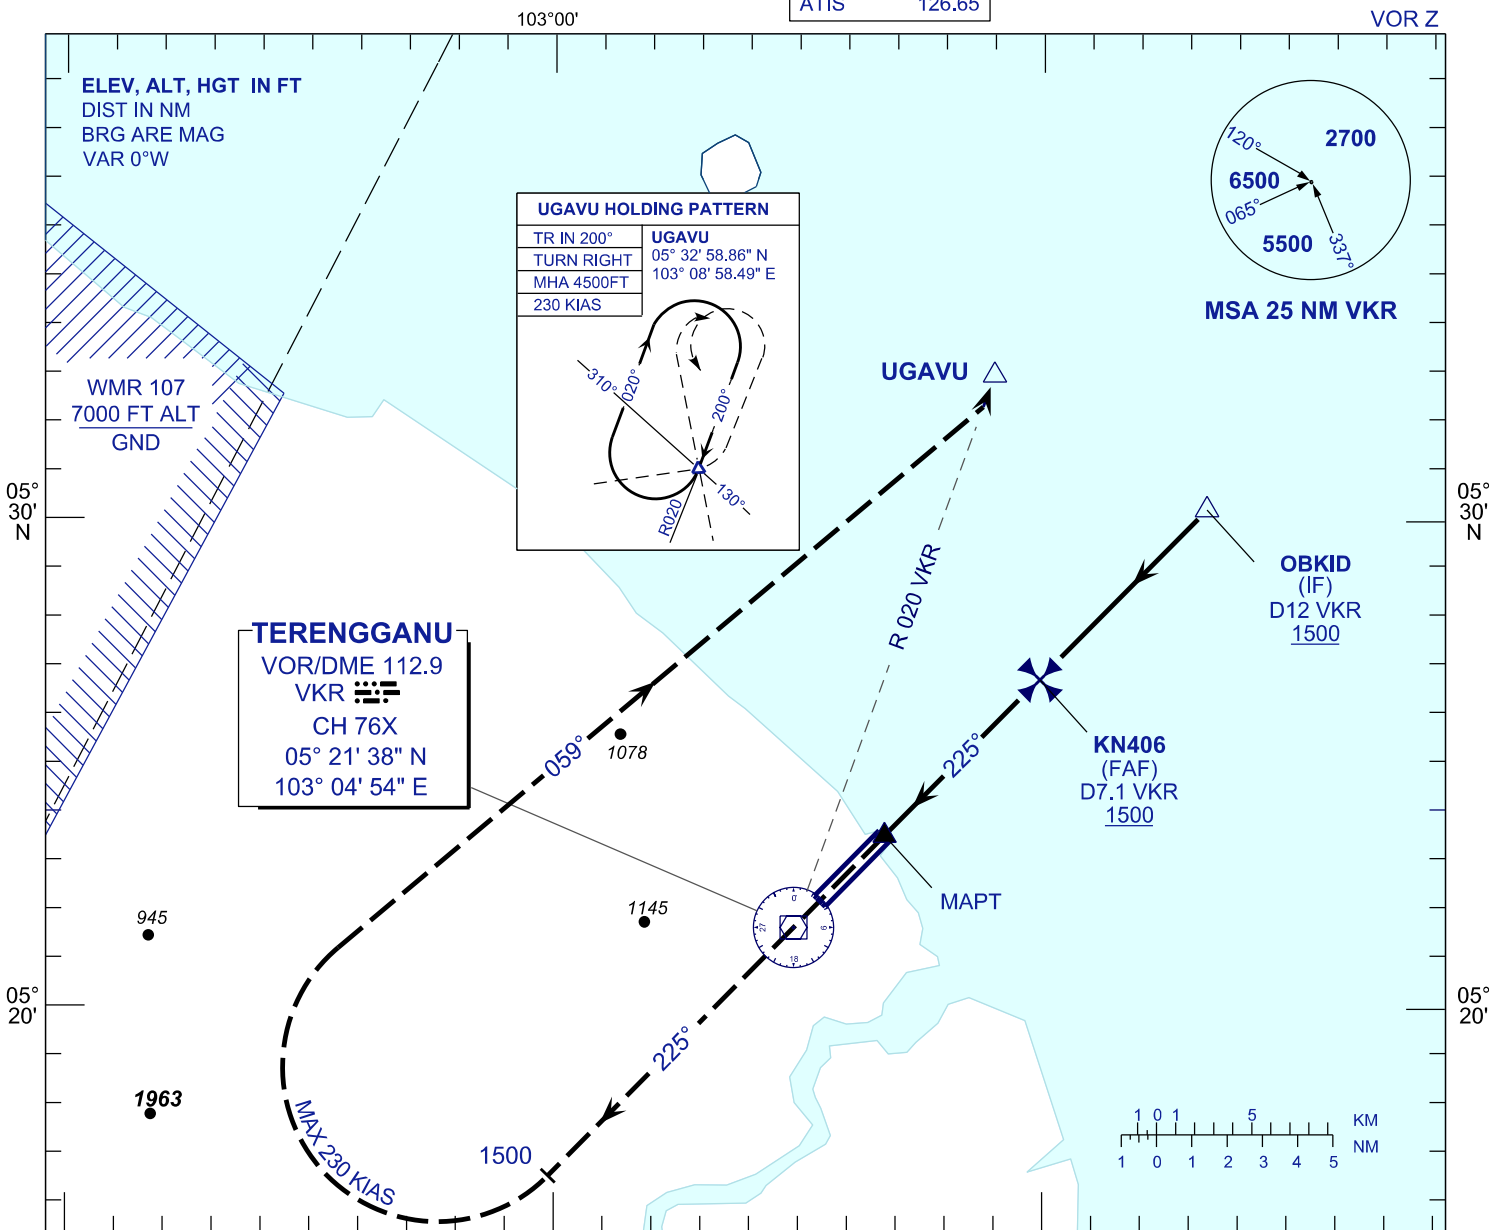 ATIS 126.65
103°00'
VOR Z
ELEV, ALT, HGT IN FT
DIST IN NM
BRG ARE MAG
VAR 0°W
120°
2700
6500
065°
5500
337°
MSA 25 NM VKR
UGAVU HOLDING PATTERN
TR IN 200°
TURN RIGHT
MHA 4500FT
230 KIAS
UGAVU
05° 32' 58.86" N
103° 08' 58.49" E
310°
020°
200°
130°
R020
WMR 107
7000 FT ALT
GND
UGAVU
05°
30'
N
05°
30'
N
OBKID
(IF)
D12 VKR
1500
R 020 VKR
TERENGGANU
VOR/DME 112.9
VKR
CH 76X
05° 21' 38" N
103° 04' 54" E
059°
1078
225°
KN406
(FAF)
D7.1 VKR
1500
MAPT
945
1145
0
9
18
27
05°
20'
05°
20'
225°
1963
MAX 230 KIAS
1500
1 0 1 5 KM
NM
1 0 1 2 3 4 5